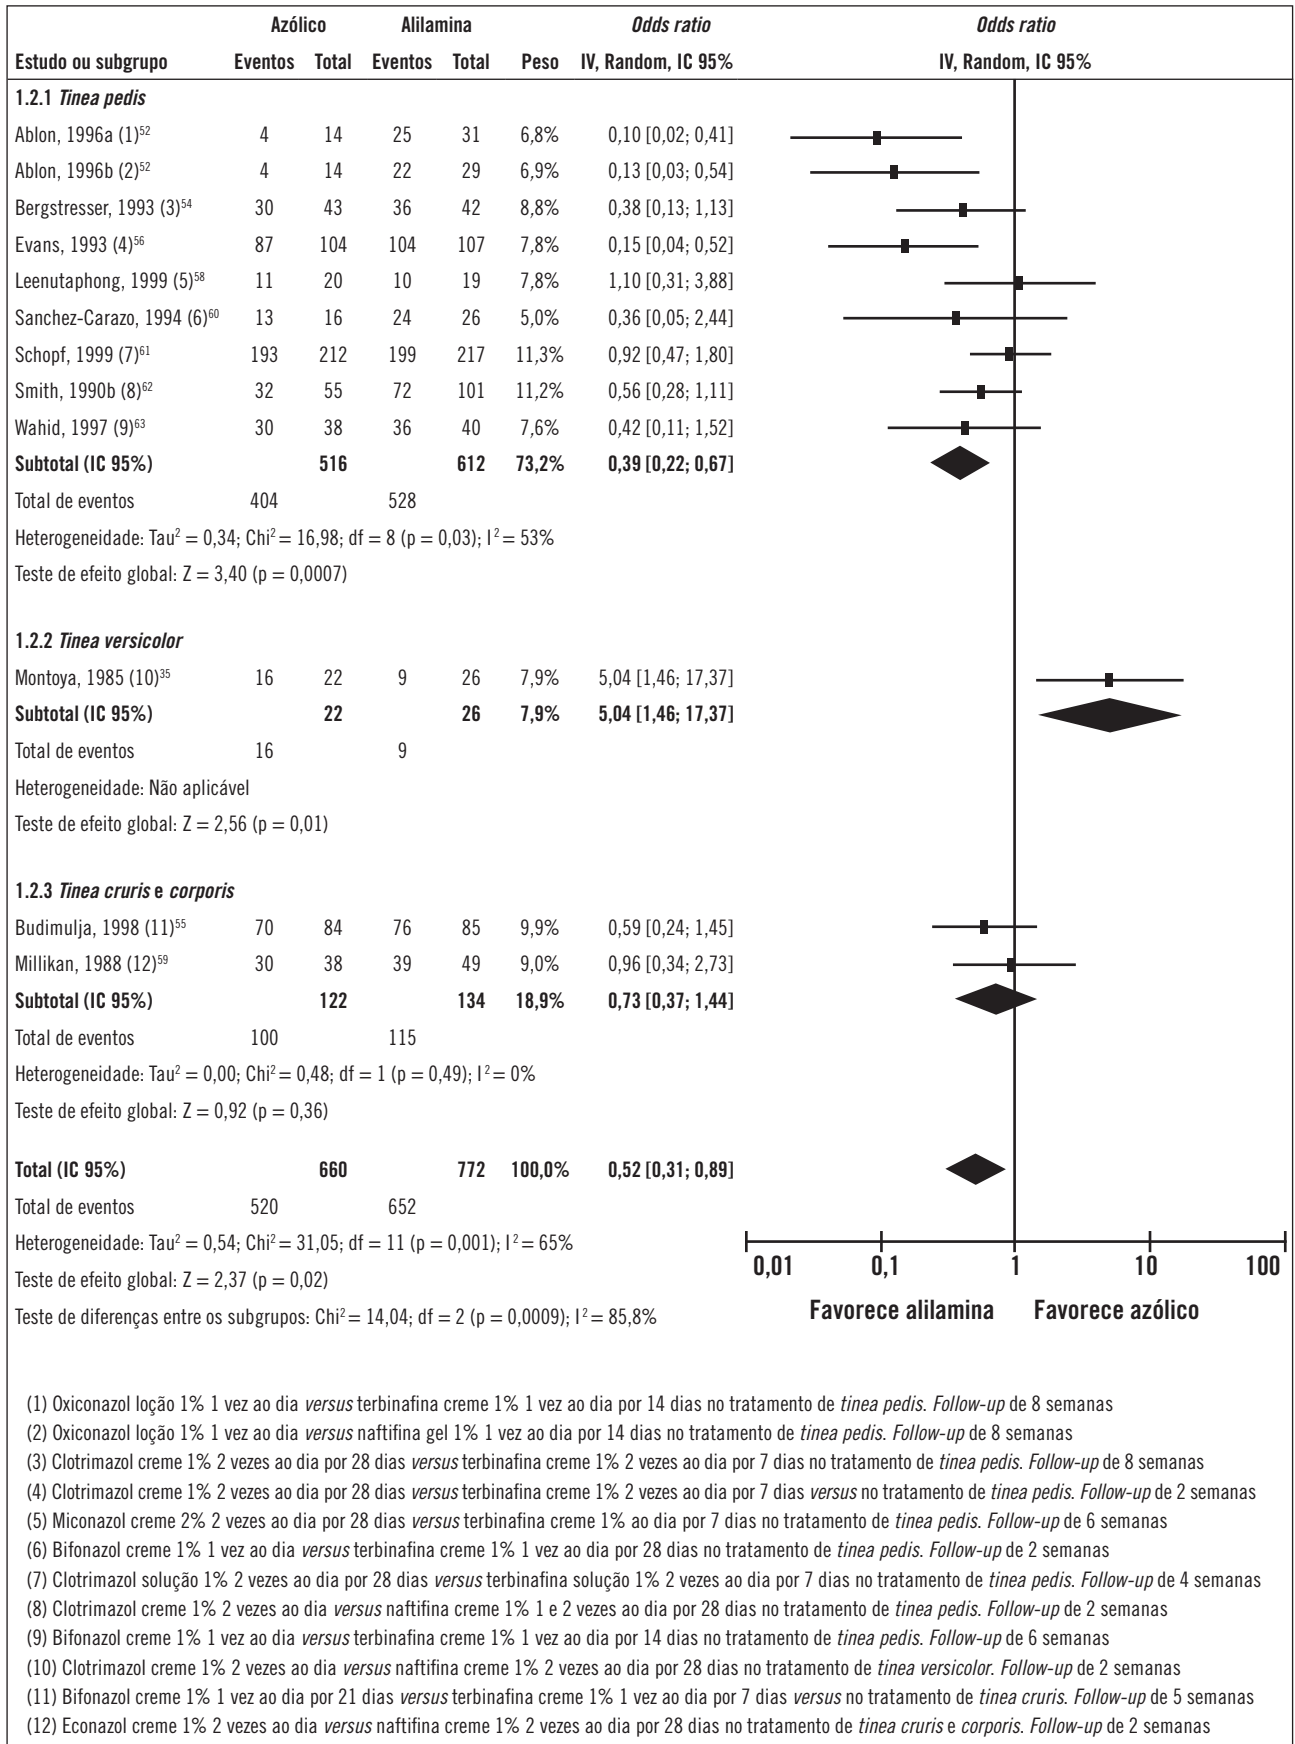 Azólico Alilamina Odds ratio Odds ratio
Estudo ou subgrupo Eventos Total Eventos Total Peso IV, Random, IC 95% IV, Random, IC 95%
1.2.1 Tinea pedis
Ablon, 1996a (1)52 4 14 25 31 6,8% 0,10 [0,02; 0,41]
Ablon, 1996b (2)52 4 14 22 29 6,9% 0,13 [0,03; 0,54]
Bergstresser, 1993 (3)54 30 43 36 42 8,8% 0,38 [0,13; 1,13]
Evans, 1993 (4)56 87 104 104 107 7,8% 0,15 [0,04; 0,52]
Leenutaphong, 1999 (5)58 11 20 10 19 7,8% 1,10 [0,31; 3,88]
Sanchez-Carazo, 1994 (6)60 13 16 24 26 5,0% 0,36 [0,05; 2,44]
Schopf, 1999 (7)61 193 212 199 217 11,3% 0,92 [0,47; 1,80]
Smith, 1990b (8)62 32 55 72 101 11,2% 0,56 [0,28; 1,11]
Wahid, 1997 (9)63 30 38 36 40 7,6% 0,42 [0,11; 1,52]
Subtotal (IC 95%) 516 612 73,2% 0,39 [0,22; 0,67]
Total de eventos 404 528
Heterogeneidade: Tau² = 0,34; Chi² = 16,98; df = 8 (p = 0,03); I² = 53%
Teste de efeito global: Z = 3,40 (p = 0,0007)
1.2.2 Tinea versicolor
Montoya, 1985 (10)35 16 22 9 26 7,9% 5,04 [1,46; 17,37]
Subtotal (IC 95%) 22 26 7,9% 5,04 [1,46; 17,37]
Total de eventos 16 9
Heterogeneidade: Não aplicável
Teste de efeito global: Z = 2,56 (p = 0,01)
1.2.3 Tinea cruris e corporis
Budimulja, 1998 (11)55 70 84 76 85 9,9% 0,59 [0,24; 1,45]
Millikan, 1988 (12)59 30 38 39 49 9,0% 0,96 [0,34; 2,73]
Subtotal (IC 95%) 122 134 18,9% 0,73 [0,37; 1,44]
Total de eventos 100 115
Heterogeneidade: Tau² = 0,00; Chi² = 0,48; df = 1 (p = 0,49); I² = 0%
Teste de efeito global: Z = 0,92 (p = 0,36)
Total (IC 95%) 660 772 100,0% 0,52 [0,31; 0,89]
Total de eventos 520 652
Heterogeneidade: Tau² = 0,54; Chi² = 31,05; df = 11 (p = 0,001); I² = 65%
Teste de efeito global: Z = 2,37 (p = 0,02)
Teste de diferenças entre os subgrupos: Chi² = 14,04; df = 2 (p = 0,0009); I² = 85,8%
0,01 0,1 1 10 100
Favorece alilamina Favorece azólico
(1) Oxiconazol loção 1% 1 vez ao dia versus terbinafina creme 1% 1 vez ao dia por 14 dias no tratamento de tinea pedis. Follow-up de 8 semanas
(2) Oxiconazol loção 1% 1 vez ao dia versus naftifina gel 1% 1 vez ao dia por 14 dias no tratamento de tinea pedis. Follow-up de 8 semanas
(3) Clotrimazol creme 1% 2 vezes ao dia por 28 dias versus terbinafina creme 1% 2 vezes ao dia por 7 dias no tratamento de tinea pedis. Follow-up de 8 semanas
(4) Clotrimazol creme 1% 2 vezes ao dia por 28 dias versus terbinafina creme 1% 2 vezes ao dia por 7 dias versus no tratamento de tinea pedis. Follow-up de 2 semanas
(5) Miconazol creme 2% 2 vezes ao dia por 28 dias versus terbinafina creme 1% ao dia por 7 dias no tratamento de tinea pedis. Follow-up de 6 semanas
(6) Bifonazol creme 1% 1 vez ao dia versus terbinafina creme 1% 1 vez ao dia por 28 dias no tratamento de tinea pedis. Follow-up de 2 semanas
(7) Clotrimazol solução 1% 2 vezes ao dia por 28 dias versus terbinafina solução 1% 2 vezes ao dia por 7 dias no tratamento de tinea pedis. Follow-up de 4 semanas
(8) Clotrimazol creme 1% 2 vezes ao dia versus naftifina creme 1% 1 e 2 vezes ao dia por 28 dias no tratamento de tinea pedis. Follow-up de 2 semanas
(9) Bifonazol creme 1% 1 vez ao dia versus terbinafina creme 1% 1 vez ao dia por 14 dias no tratamento de tinea pedis. Follow-up de 6 semanas
(10) Clotrimazol creme 1% 2 vezes ao dia versus naftifina creme 1% 2 vezes ao dia por 28 dias no tratamento de tinea versicolor. Follow-up de 2 semanas
(11) Bifonazol creme 1% 1 vez ao dia por 21 dias versus terbinafina creme 1% 1 vez ao dia por 7 dias versus no tratamento de tinea cruris. Follow-up de 5 semanas
(12) Econazol creme 1% 2 vezes ao dia versus naftifina creme 1% 2 vezes ao dia por 28 dias no tratamento de tinea cruris e corporis. Follow-up de 2 semanas